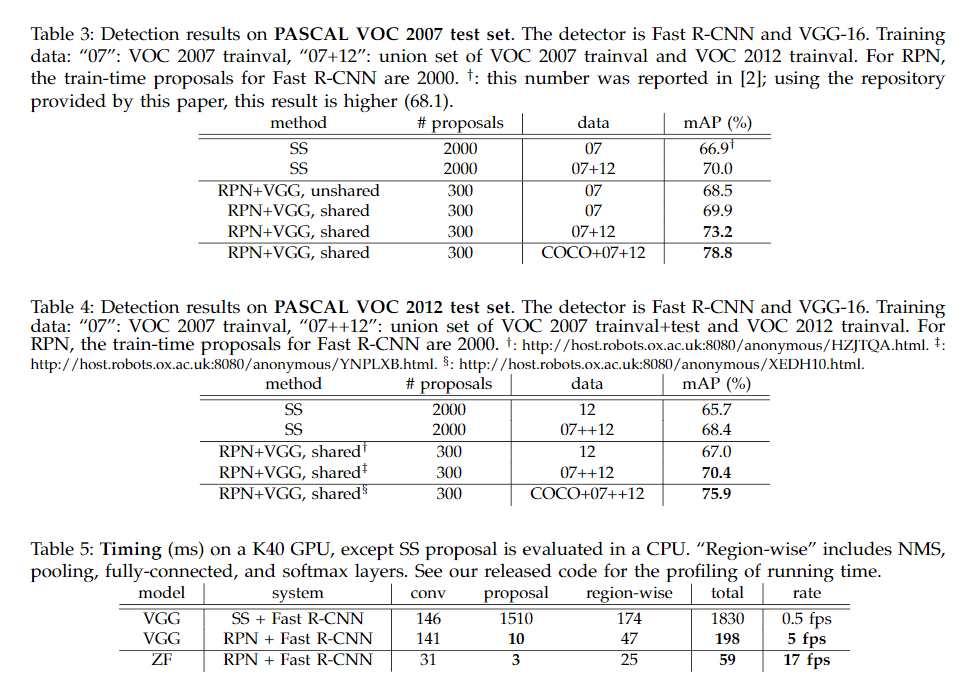 Table 3: Detection results on PASCAL VOC 2007 test set. The detector is Fast R-CNN and VGG-16. Training
data: “07”: VOC 2007 trainval, “07+12”: union set of VOC 2007 trainval and VOC 2012 trainval. For RPN,
the train-time proposals for Fast R-CNN are 2000. †: this number was reported in [2]; using the repository
provided by this paper, this result is higher (68.1).
method # proposals data mAP (%)
SS 2000 07 66.9†
SS 2000 07+12 70.0
RPN+VGG, unshared 300 07 68.5
RPN+VGG, shared 300 07 69.9
RPN+VGG, shared 300 07+12 73.2
RPN+VGG, shared 300 COCO+07+12 78.8
Table 4: Detection results on PASCAL VOC 2012 test set. The detector is Fast R-CNN and VGG-16. Training
data: “07”: VOC 2007 trainval, “07++12”: union set of VOC 2007 trainval+test and VOC 2012 trainval. For
RPN, the train-time proposals for Fast R-CNN are 2000. †: http://host.robots.ox.ac.uk:8080/anonymous/HZJTQA.html. ‡:
http://host.robots.ox.ac.uk:8080/anonymous/YNPLXB.html. §: http://host.robots.ox.ac.uk:8080/anonymous/XEDH10.html.
method # proposals data mAP (%)
SS 2000 12 65.7
SS 2000 07++12 68.4
RPN+VGG, shared† 300 12 67.0
RPN+VGG, shared‡ 300 07++12 70.4
RPN+VGG, shared§ 300 COCO+07++12 75.9
Table 5: Timing (ms) on a K40 GPU, except SS proposal is evaluated in a CPU. “Region-wise” includes NMS,
pooling, fully-connected, and softmax layers. See our released code for the profiling of running time.
model system conv proposal region-wise total rate
VGG SS + Fast R-CNN 146 1510 174 1830 0.5 fps
VGG RPN + Fast R-CNN 141 10 47 198 5 fps
ZF RPN + Fast R-CNN 31 3 25 59 17 fps